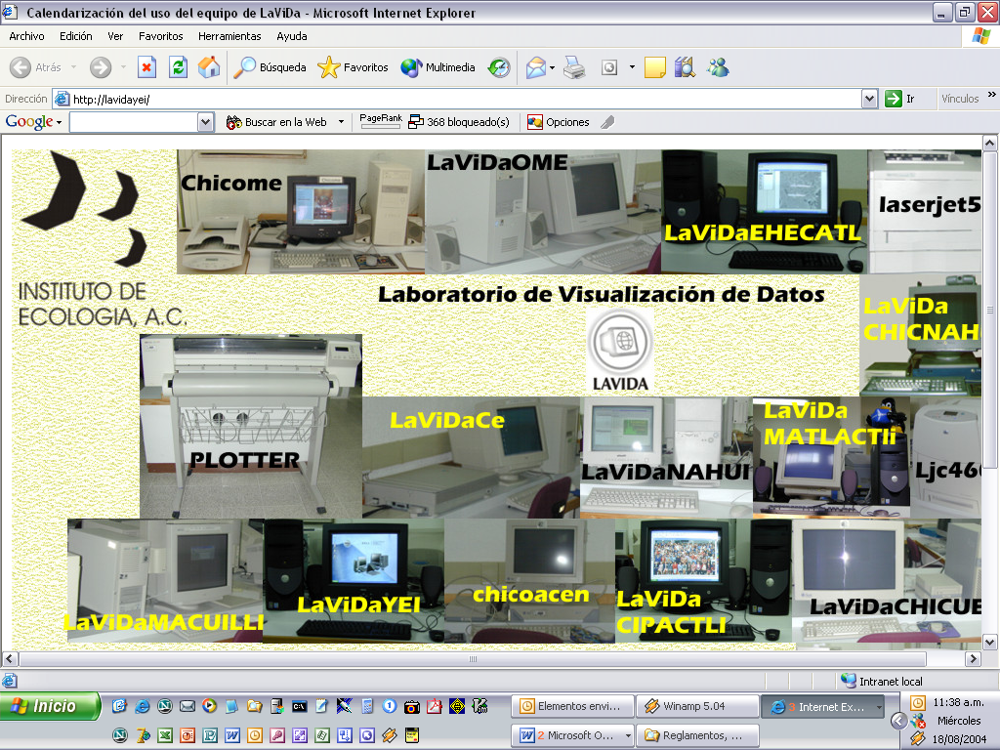 Calendarización del uso del equipo de LaViDa - Microsoft Internet Explorer
Archivo Edición Ver Favoritos Herramientas Ayuda
Atrás Búsqueda Favoritos Multimedia
Dirección http://lavidayei/ Ir Vínculos »
Google Buscar en la Web PageRank 368 bloqueado(s) Opciones
Chicome
LaViDaOME
LaViDaEHECATL
laserjet5
INSTITUTO DE
ECOLOGIA, A.C.
Laboratorio de Visualización de Datos
LAVIDA
LaViDa
CHICNAH
PLOTTER
LaViDaCe
LaViDaNAHUI
LaViDa
MATLACTli
Ljc460
LaViDaMACUILLI
LaViDaYEI
chicoacen
LaViDa
CIPACTLI
LaViDaCHICUE
Intranet local
Inicio
Elementos envi...
Winamp 5.04
3 Internet Ex...
2 Microsoft O...
Reglamentos, ...
11:38 a.m.
Miércoles
18/08/2004